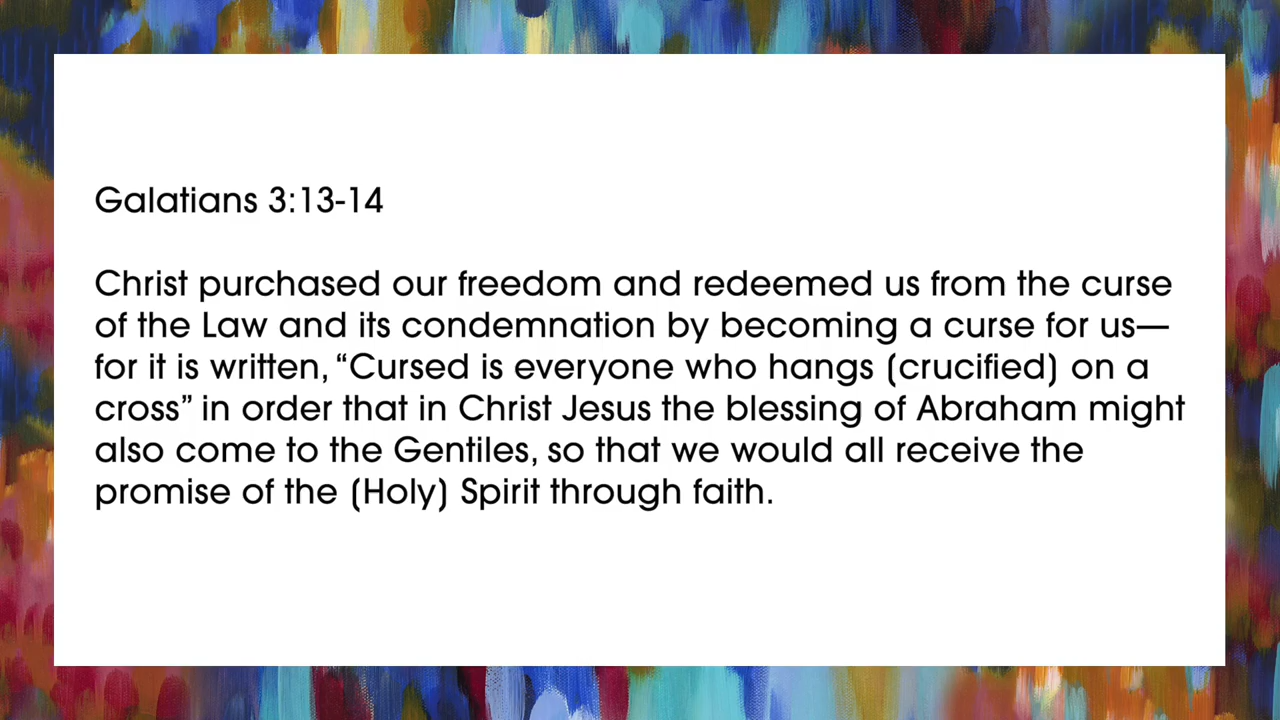 Galatians 3:13-14
Christ purchased our freedom and redeemed us from the curse
of the Law and its condemnation by becoming a curse for us—
for it is written, “Cursed is everyone who hangs (crucified) on a
cross” in order that in Christ Jesus the blessing of Abraham might
also come to the Gentiles, so that we would all receive the
promise of the (Holy) Spirit through faith.